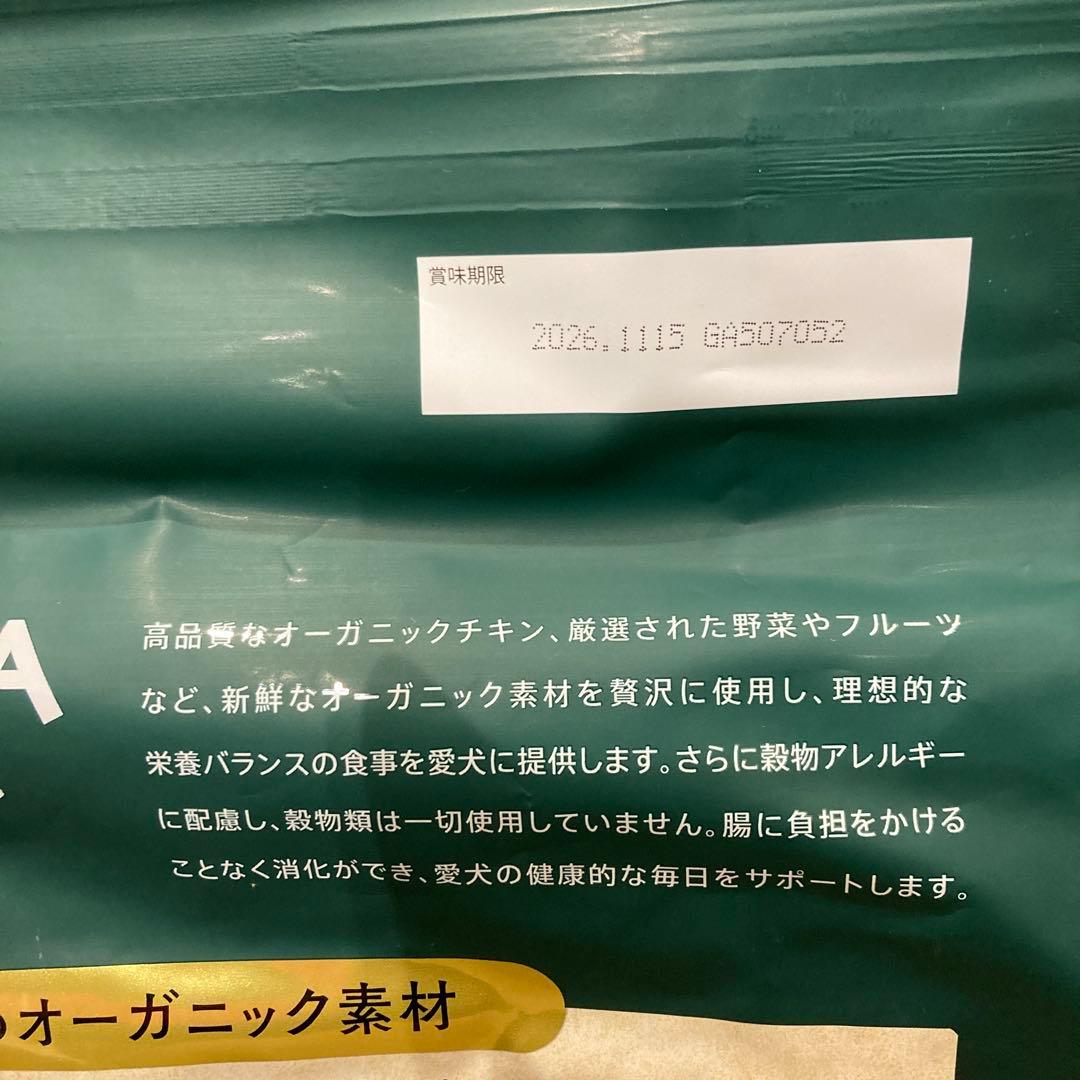 賞味期限
2026.1115 GA507052
A
高品質なオーガニックチキン、厳選された野菜やフルーツ
など、新鮮なオーガニック素材を贅沢に使用し、理想的な
栄養バランスの食事を愛犬に提供します。さらに穀物アレルギー
に配慮し、穀物類は一切使用していません。腸に負担をかける
ことなく消化ができ、愛犬の健康的な毎日をサポートします。
オーガニック素材